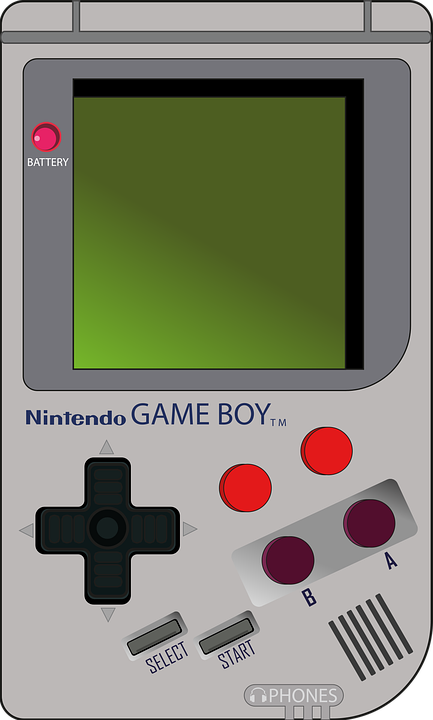 BATTERY
Nintendo GAME BOY TM
A
B
SELECT
START
PHONES